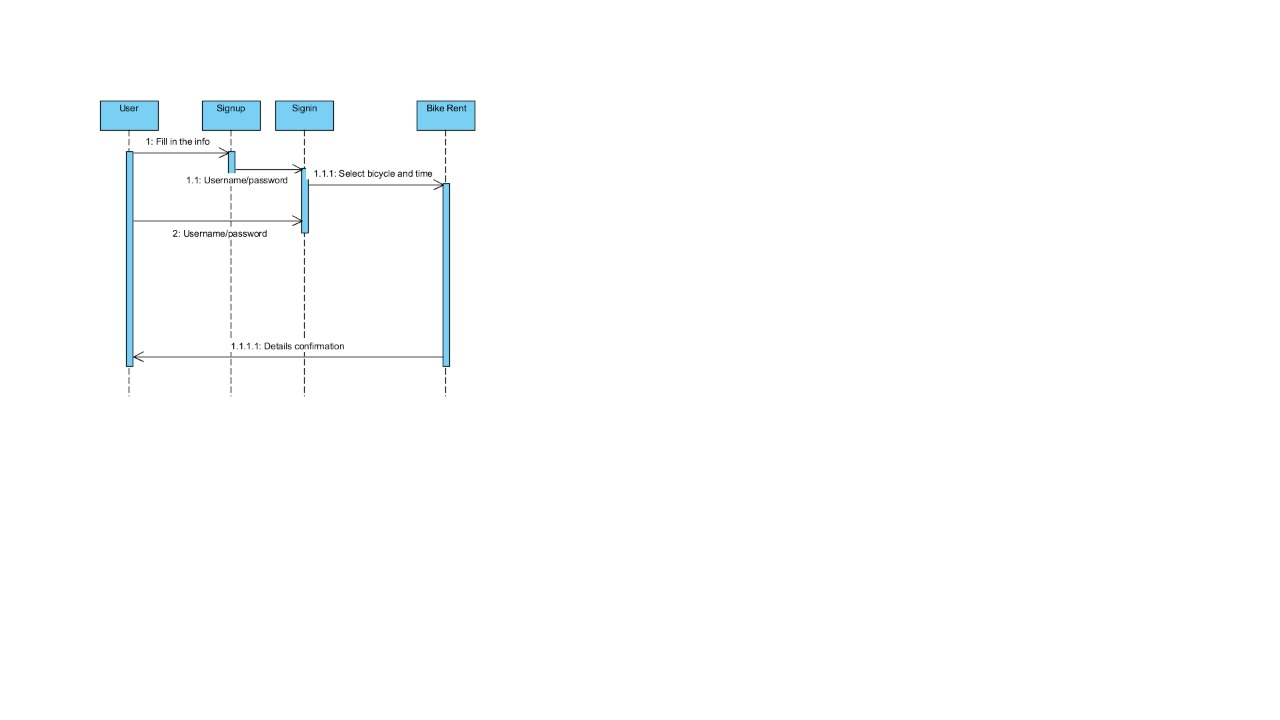 User
Signup
Signin
Bike Rent
1: Fill in the info
1.1: Username/password
1.1.1: Select bicycle and time
2: Username/password
1.1.1.1: Details confirmation